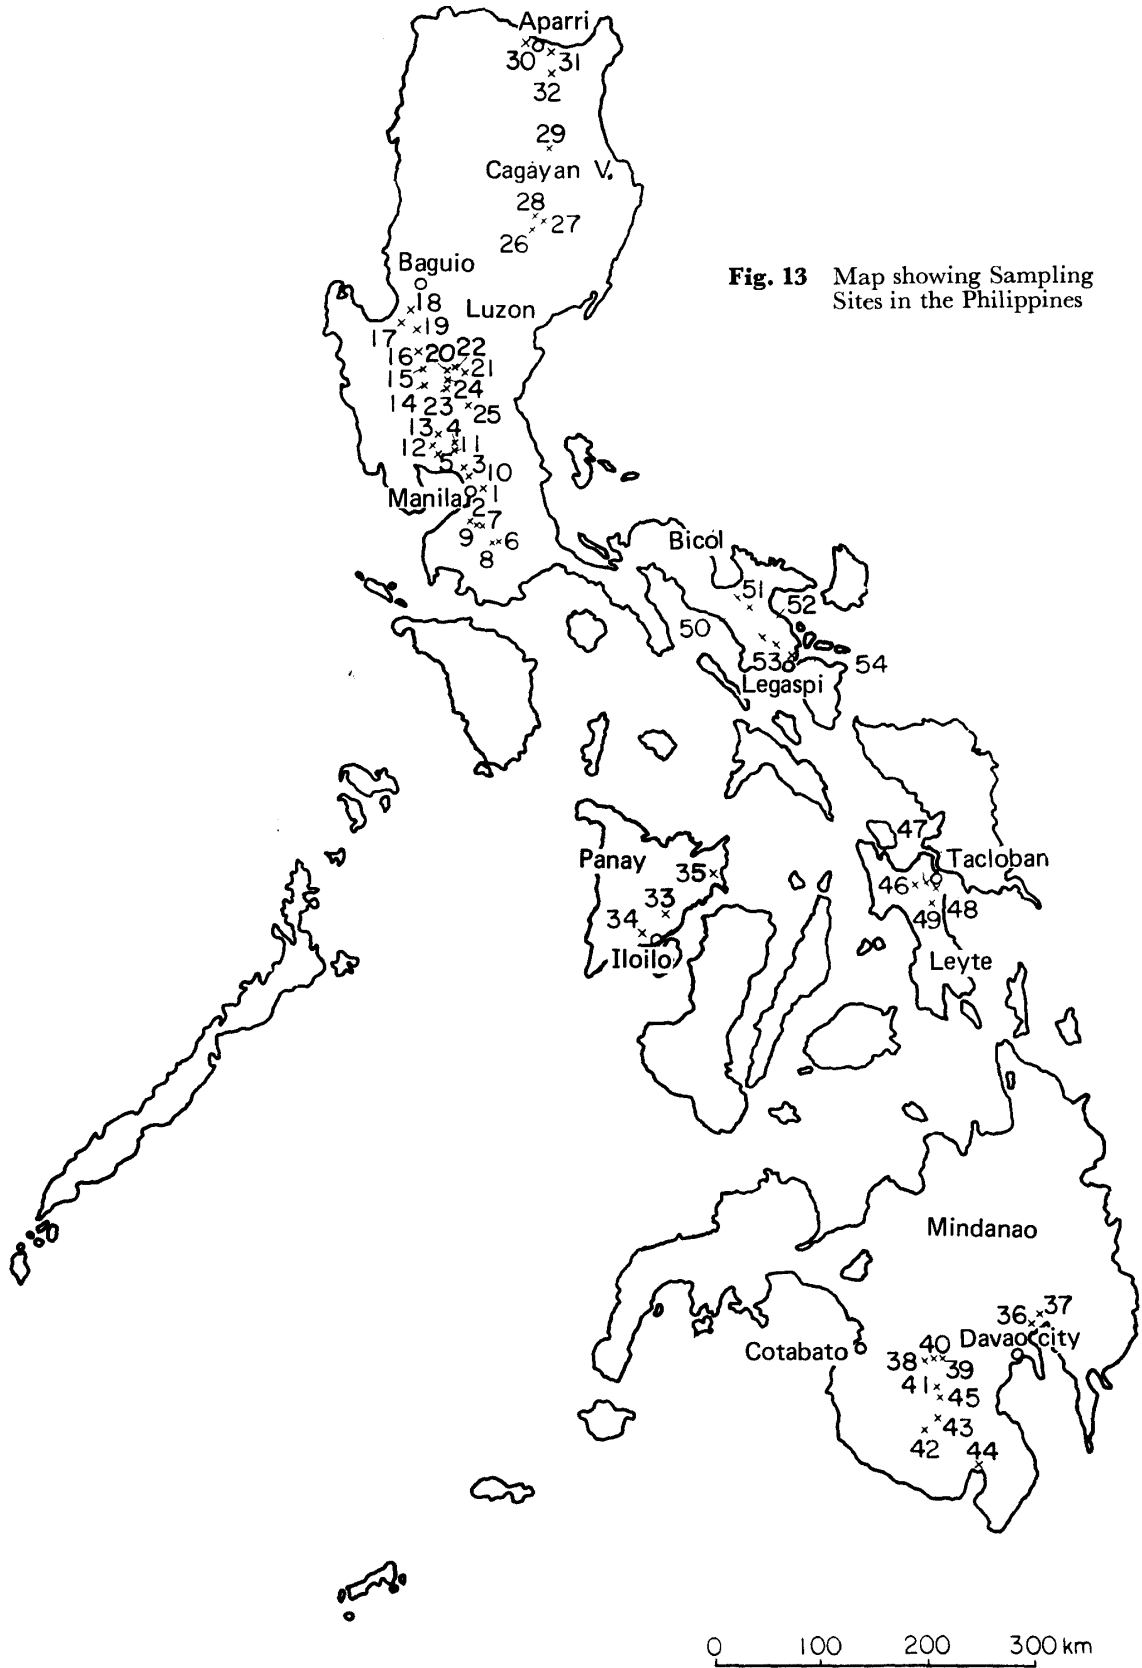 Aparri
30 31
32
29
Cagayan V.
28
27
26
Baguio
Fig. 13 Map showing Sampling
Sites in the Philippines
18
Luzon
17 19
16 20 22
15 21
24
14 23 25
13 4
12 11
5 3 10
Manila 1
2 7
9 6
8
Bicol
51
52
50
53 54
Legaspi
47
Panay
Tacloban
35
46
33
34 49 48
Iloilo
Leyte
Mindanao
37
36
Davao city
40
Cotabato
38 39
41
45
43
42 44
0 100 200 300 km